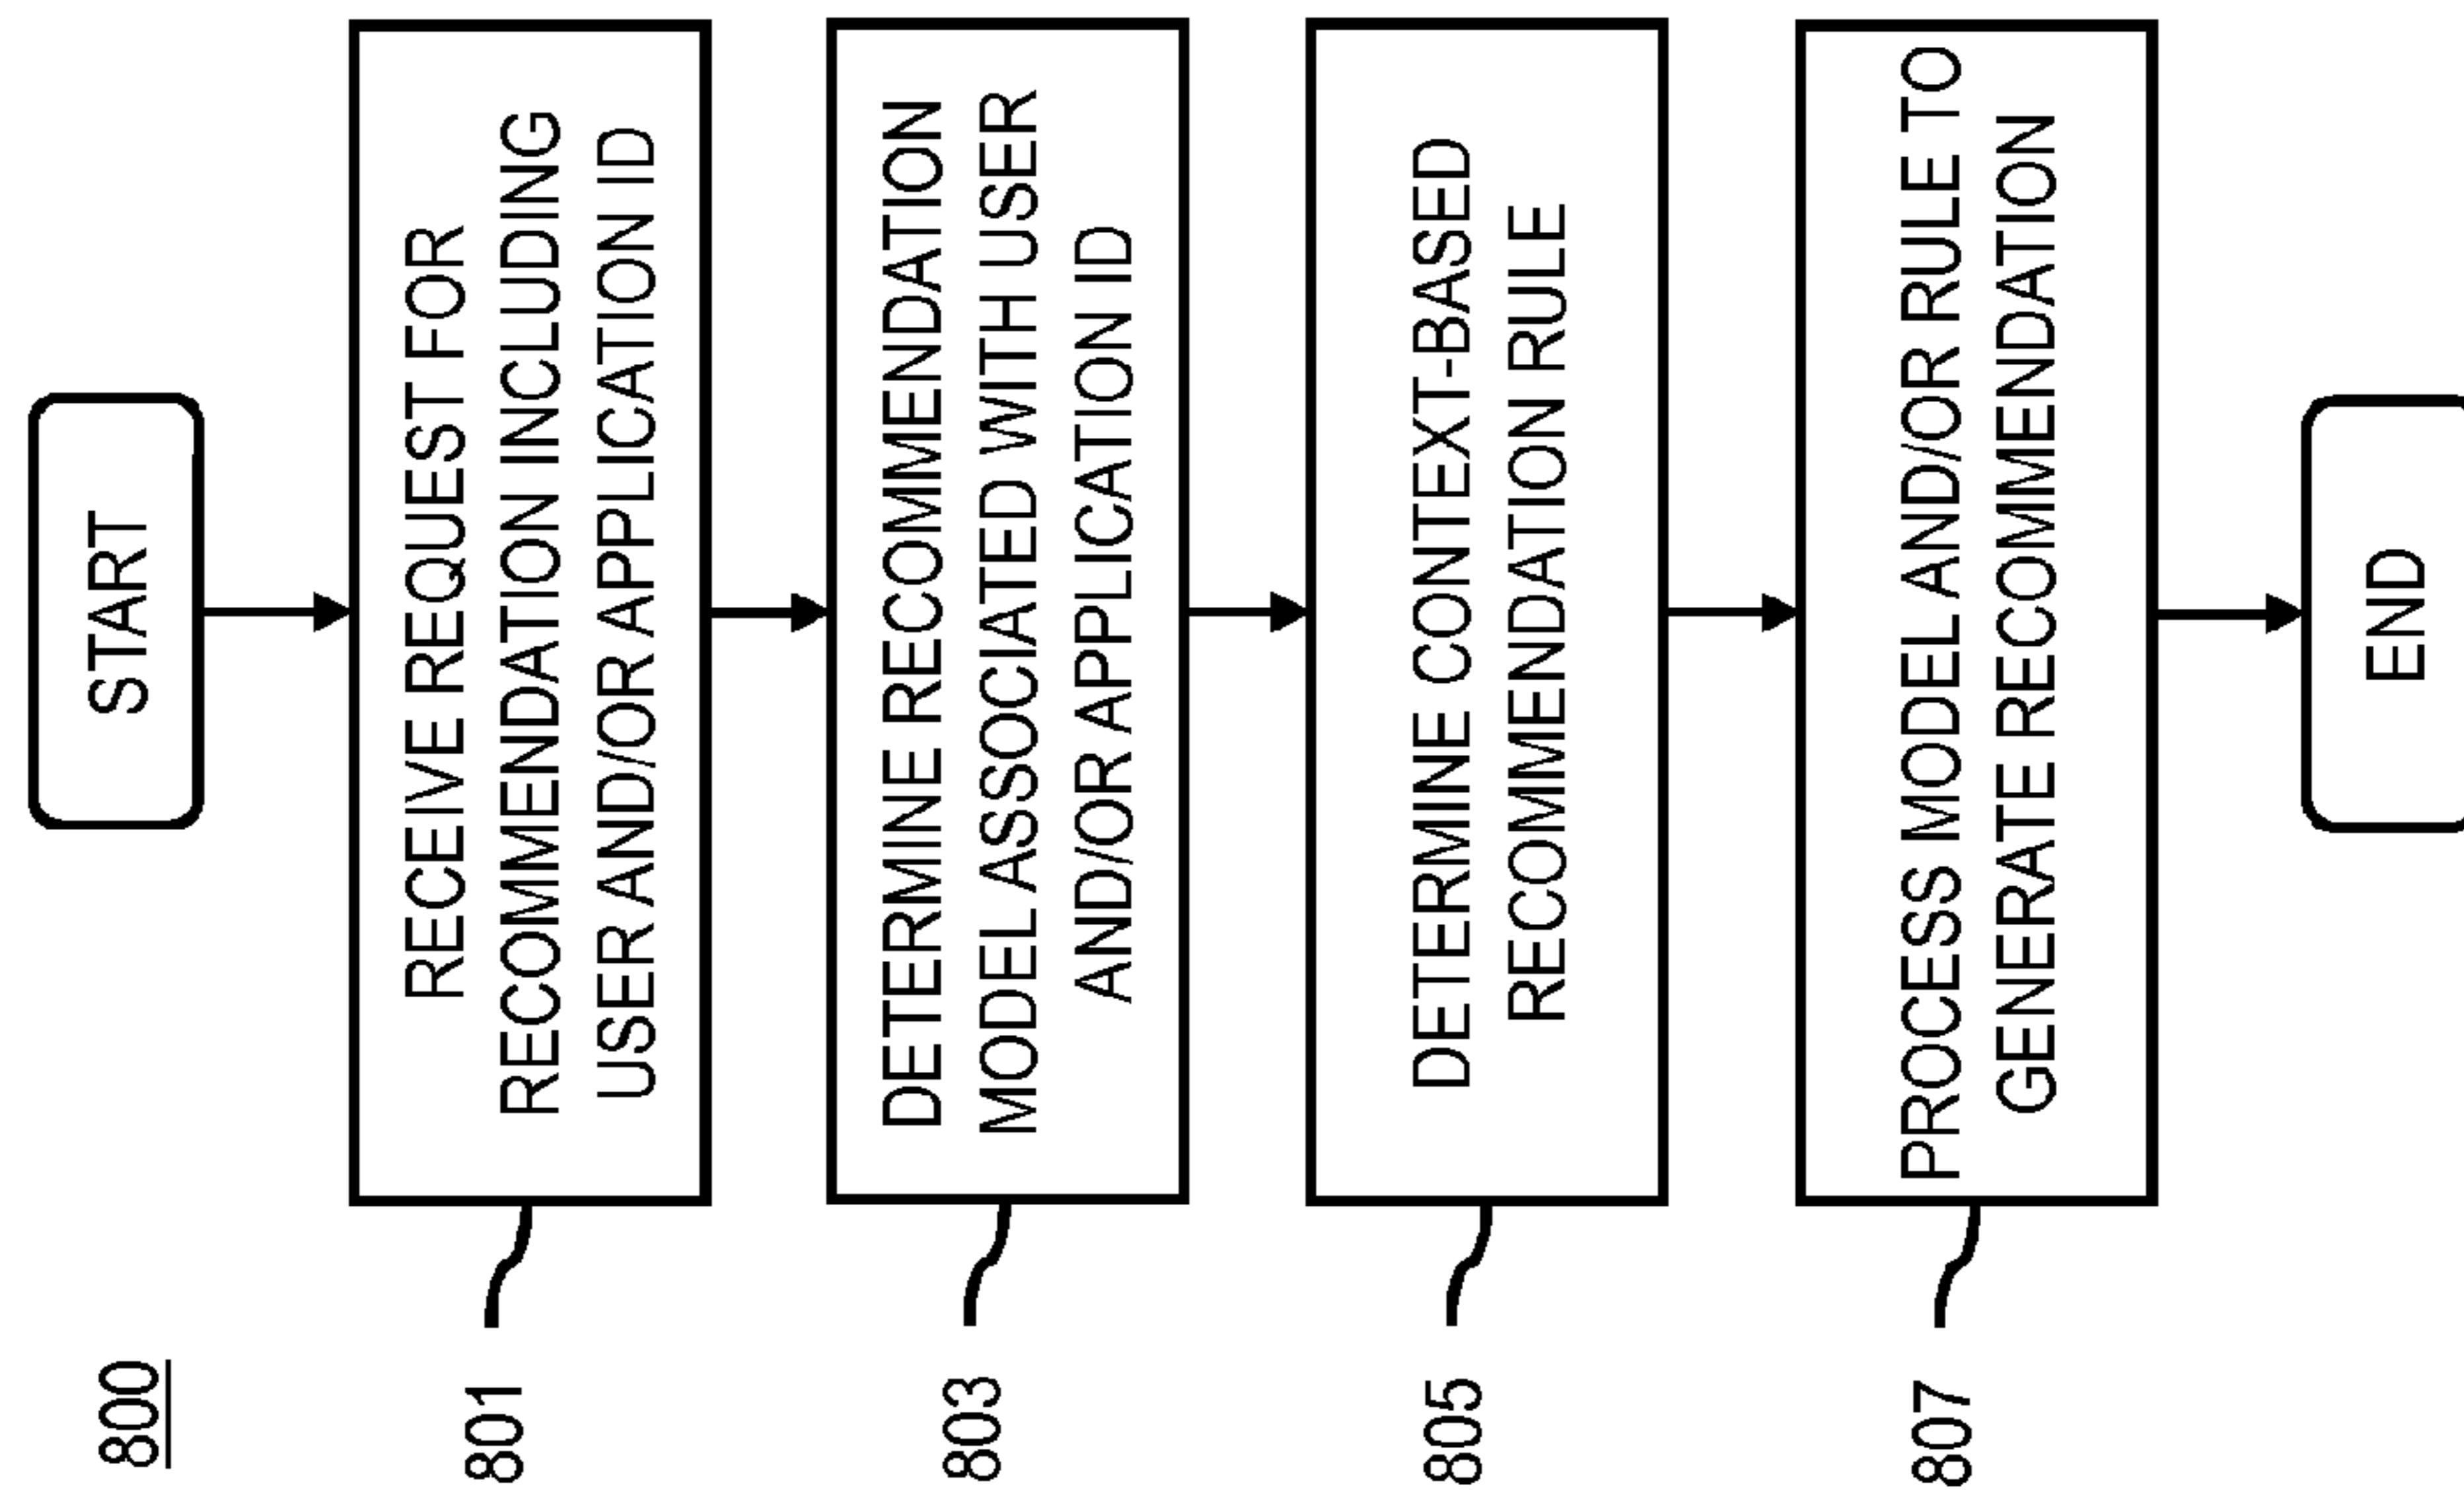 800
START
801
RECEIVE REQUEST FOR
RECOMMENDATION INCLUDING
USER AND/OR APPLICATION ID
803
DETERMINE RECOMMENDATION
MODEL ASSOCIATED WITH USER
AND/OR APPLICATION ID
805
DETERMINE CONTEXT-BASED
RECOMMENDATION RULE
807
PROCESS MODEL AND/OR RULE TO
GENERATE RECOMMENDATION
END